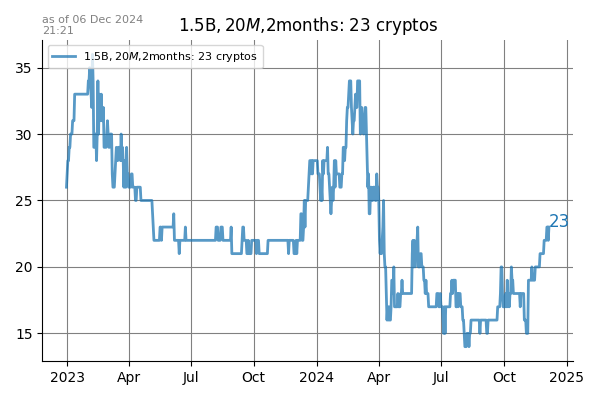 as of 06 Dec 2024
21:21
1.5B, 20M,2months: 23 cryptos
1.5B, 20M,2months: 23 cryptos
35
30
25
20
15
23
2023 Apr Jul Oct 2024 Apr Jul Oct 2025